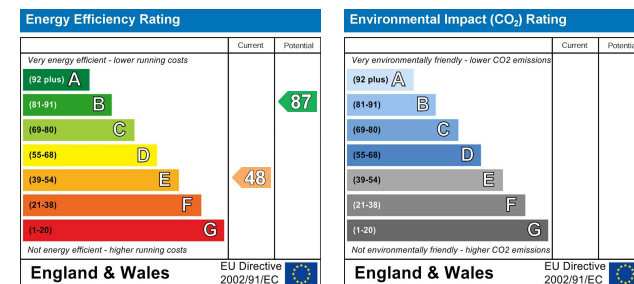 Energy Efficiency Rating
Current Potential
Very energy efficient - lower running costs
(92 plus) A
(81-91) B
87
(69-80) C
(55-68) D
(39-54) E
48
(21-38) F
(1-20) G
Not energy efficient - higher running costs
England & Wales
EU Directive
2002/91/EC
Environmental Impact (CO2) Rating
Current Potential
Very environmentally friendly - lower CO2 emissions
(92 plus) A
(81-91) B
(69-80) C
(55-68) D
(39-54) E
(21-38) F
(1-20) G
Not environmentally friendly - higher CO2 emissions
England & Wales
EU Directive
2002/91/EC